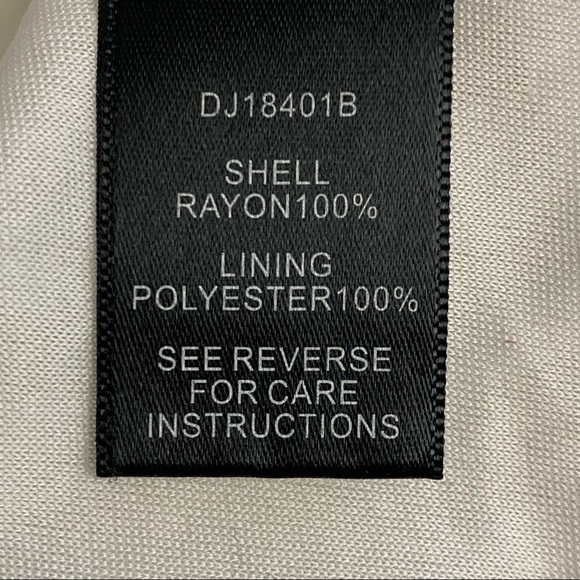 DJ18401B
SHELL
RAYON100%
LINING
POLYESTER100%
SEE REVERSE
FOR CARE
INSTRUCTIONS